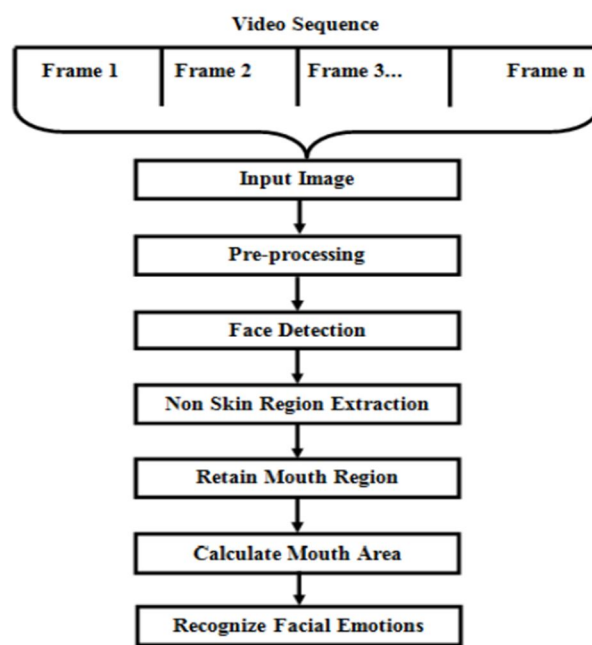 Video Sequence
Frame 1 Frame 2 Frame 3... Frame n
Input Image
Pre-processing
Face Detection
Non Skin Region Extraction
Retain Mouth Region
Calculate Mouth Area
Recognize Facial Emotions